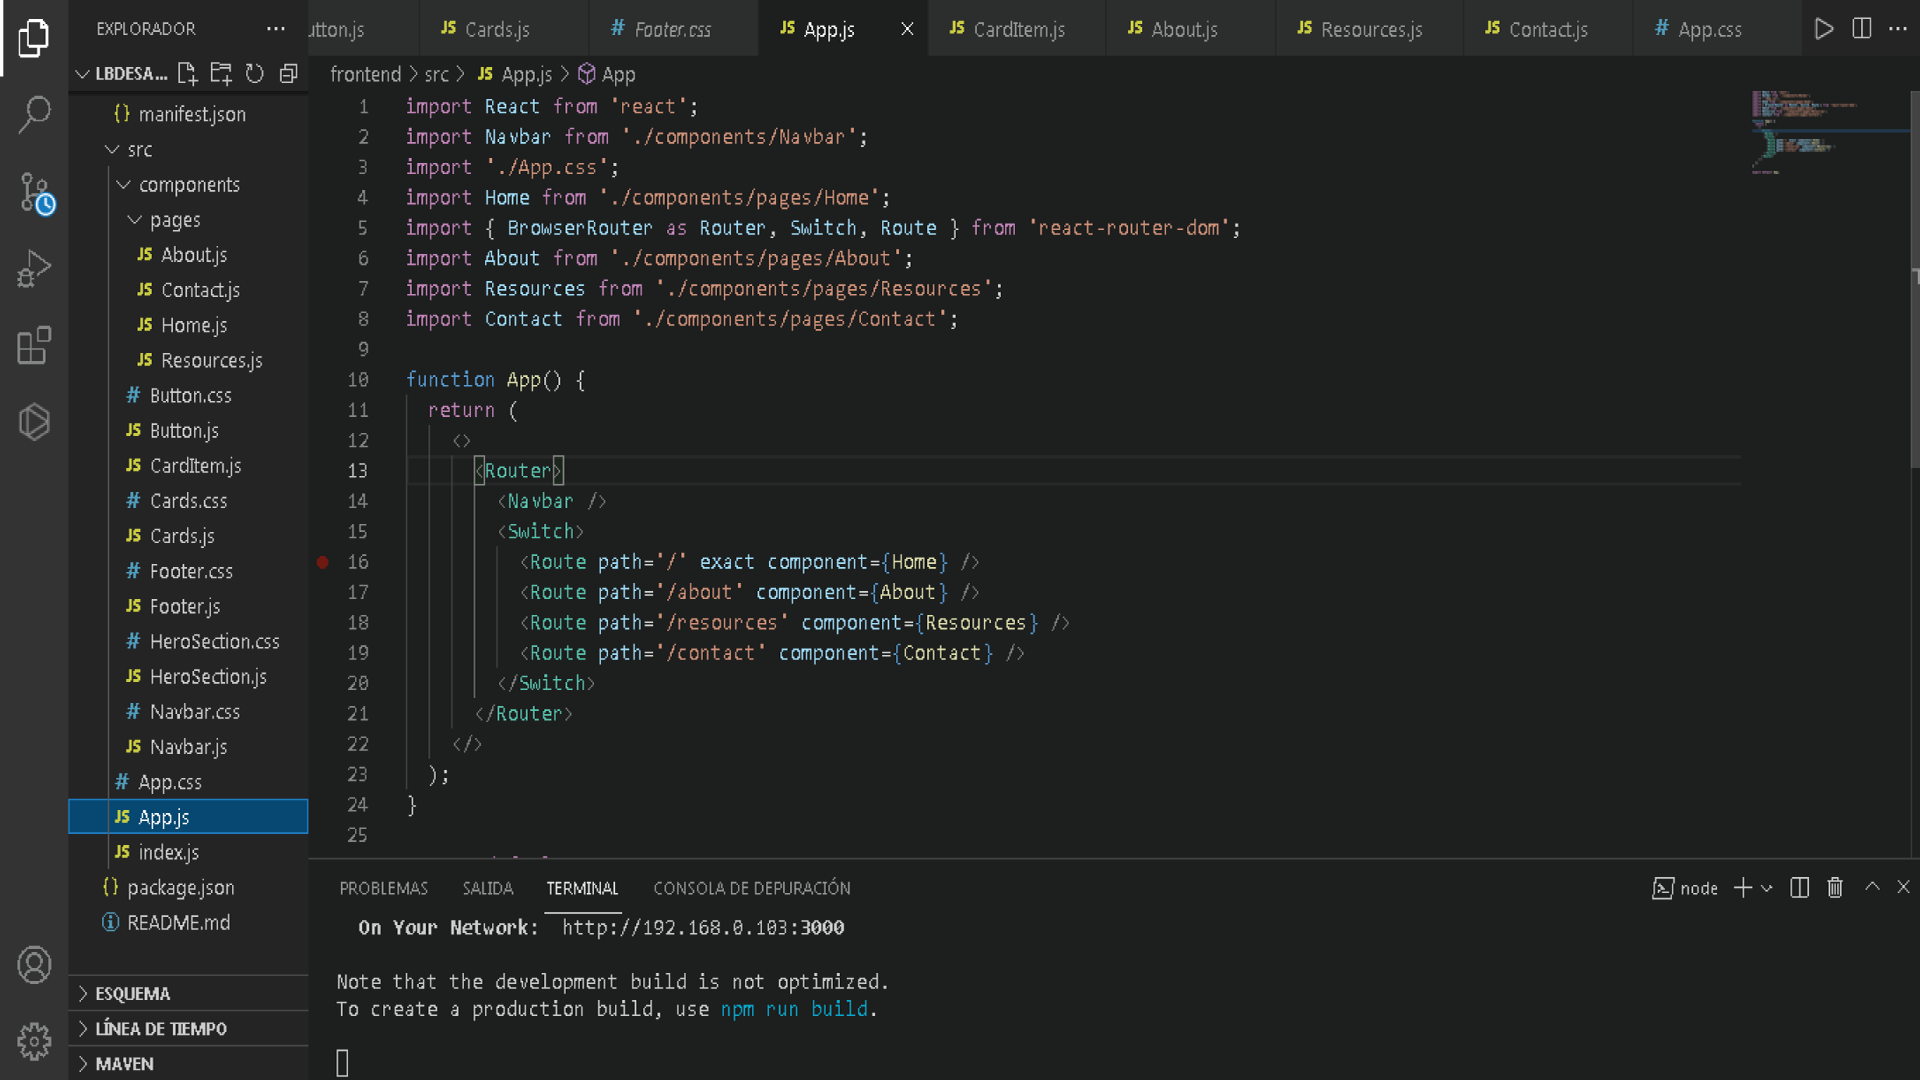 EXPLORADOR
LBDESA...
{} manifest.json
src
components
pages
JS About.js
JS Contact.js
JS Home.js
JS Resources.js
# Button.css
JS Button.js
JS CardItem.js
# Cards.css
JS Cards.js
# Footer.css
JS Footer.js
# HeroSection.css
JS HeroSection.js
# Navbar.css
JS Navbar.js
# App.css
JS App.js
JS index.js
{} package.json
README.md
ESQUEMA
LÍNEA DE TIEMPO
MAVEN
utton.js JS Cards.js # Footer.css JS App.js JS CardItem.js JS About.js JS Resources.js JS Contact.js # App.css
frontend > src > JS App.js > App
1 import React from 'react';
2 import Navbar from './components/Navbar';
3 import './App.css';
4 import Home from './components/pages/Home';
5 import { BrowserRouter as Router, Switch, Route } from 'react-router-dom';
6 import About from './components/pages/About';
7 import Resources from './components/pages/Resources';
8 import Contact from './components/pages/Contact';
9
10 function App() {
11 return (
12 <>
13 <Router>
14 <Navbar />
15 <Switch>
16 <Route path='/' exact component={Home} />
17 <Route path='/about' component={About} />
18 <Route path='/resources' component={Resources} />
19 <Route path='/contact' component={Contact} />
20 </Switch>
21 </Router>
22 </>
23 );
24 }
25
PROBLEMAS SALIDA TERMINAL CONSOLA DE DEPURACIÓN node
On Your Network: http://192.168.0.103:3000
Note that the development build is not optimized.
To create a production build, use npm run build.